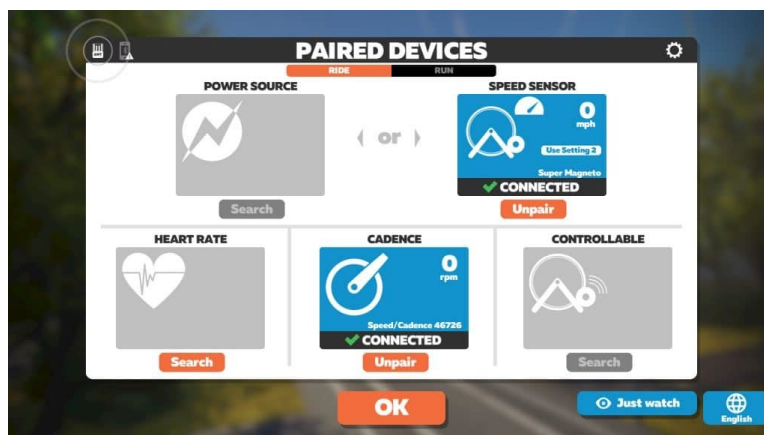 PAIRED DEVICES
RIDE
RUN
POWER SOURCE
SPEED SENSOR
or
0
mph
Use Setting 2
Super Magneto
CONNECTED
Search
Unpair
HEART RATE
CADENCE
CONTROLLABLE
0
rpm
Speed/Cadence 46726
CONNECTED
Search
Unpair
Search
OK
Just watch
English